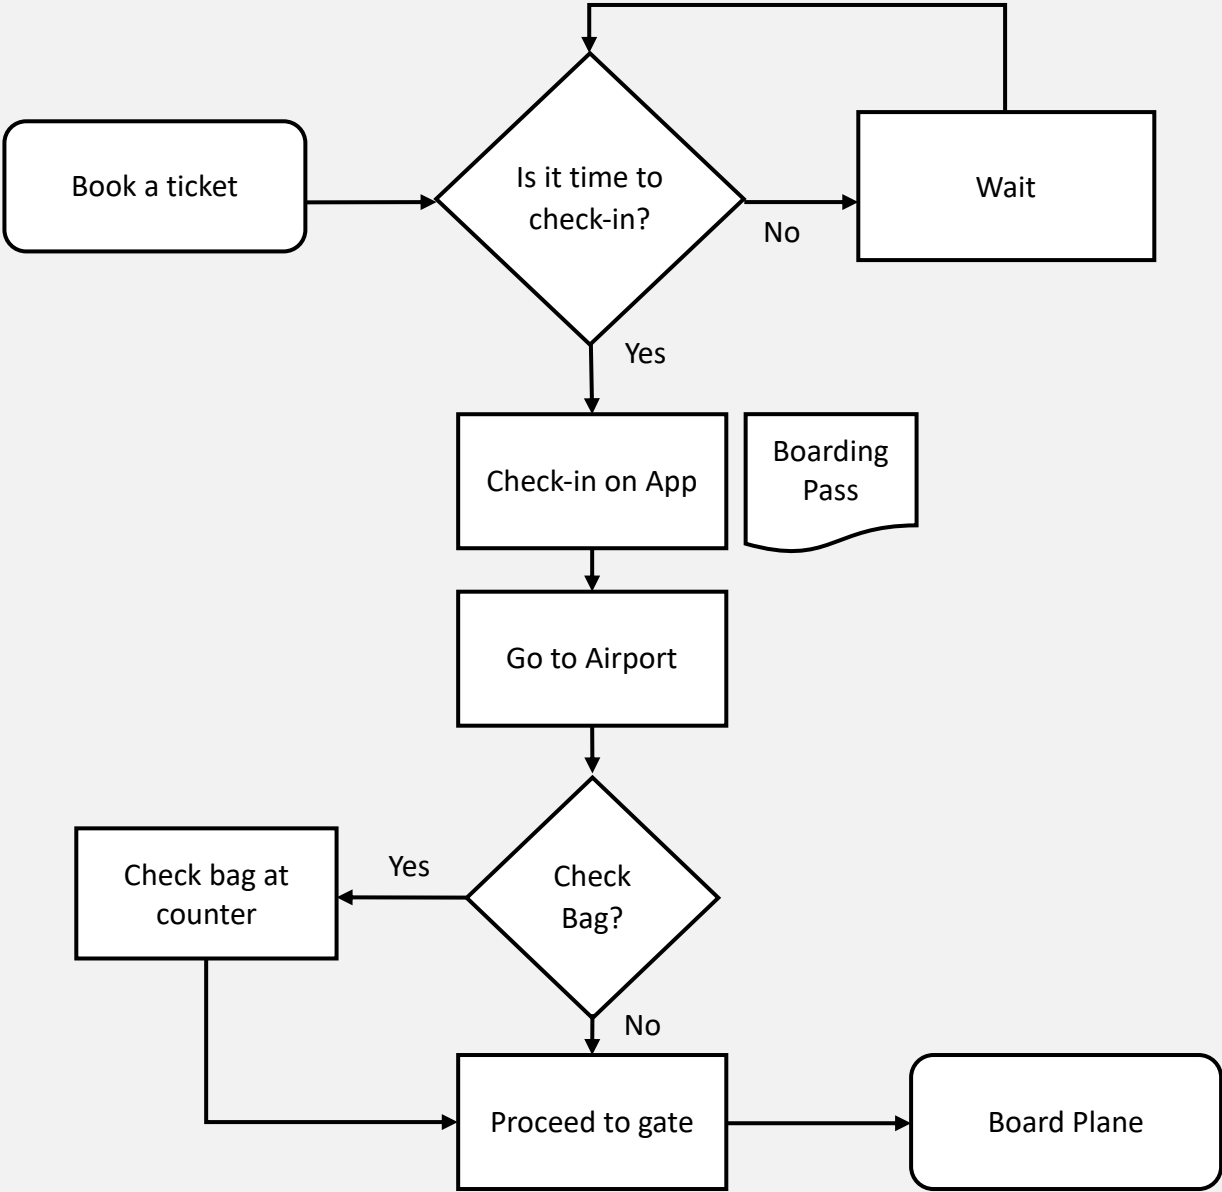 Book a ticket
Is it time to
check-in?
Wait
No
Yes
Check-in on App
Boarding
Pass
Go to Airport
Check bag at
counter
Yes
Check
Bag?
No
Proceed to gate
Board Plane